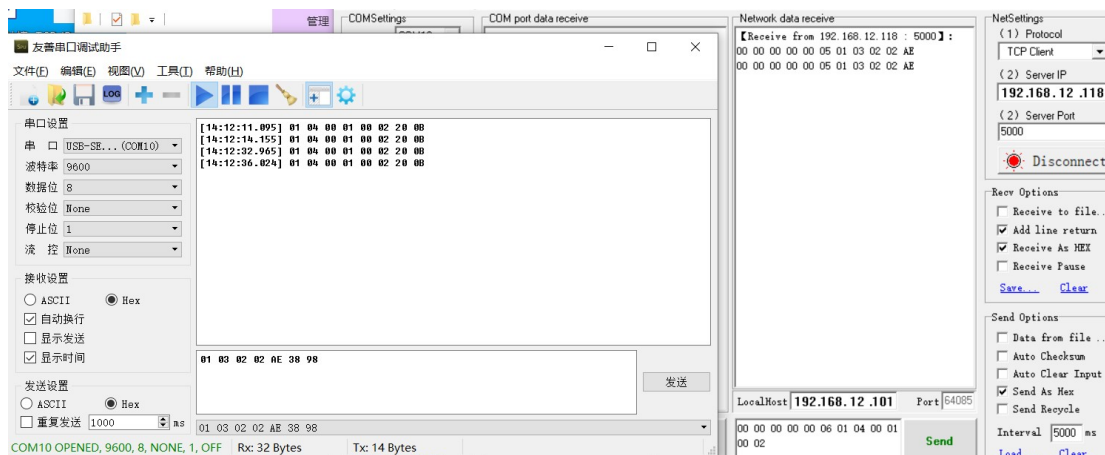 管理
COMSettings
COM port data receive
Network data receive
NetSettings
友善串口调试助手
文件(F) 编辑(E) 视图(V) 工具(T) 帮助(H)
LOG
串口设置
串 口 USB-SE...(COM10)
波特率 9600
数据位 8
校验位 None
停止位 1
流 控 None
接收设置
ASCII Hex
自动换行
显示发送
显示时间
发送设置
ASCII Hex
重复发送 1000 ms
[14:12:11.095] 01 04 00 01 00 02 20 0B
[14:12:14.155] 01 04 00 01 00 02 20 0B
[14:12:32.965] 01 04 00 01 00 02 20 0B
[14:12:36.024] 01 04 00 01 00 02 20 0B
01 03 02 02 AE 38 98
发送
01 03 02 02 AE 38 98
COM10 OPENED, 9600, 8, NONE, 1, OFF Rx: 32 Bytes Tx: 14 Bytes
【Receive from 192.168.12.118 : 5000】:
00 00 00 00 00 05 01 03 02 02 AE
00 00 00 00 00 05 01 03 02 02 AE
LocalHost 192.168.12.101 Port 64085
00 00 00 00 00 06 01 04 00 01
00 02
Send
(1) Protocol
TCP Client
(2) Server IP
192.168.12.118
(2) Server Port
5000
Disconnect
Recv Options
Receive to file..
Add line return
Receive As HEX
Receive Pause
Save... Clear
Send Options
Data from file ..
Auto Checksum
Auto Clear Input
Send As Hex
Send Recycle
Interval 5000 ms
Load Clear